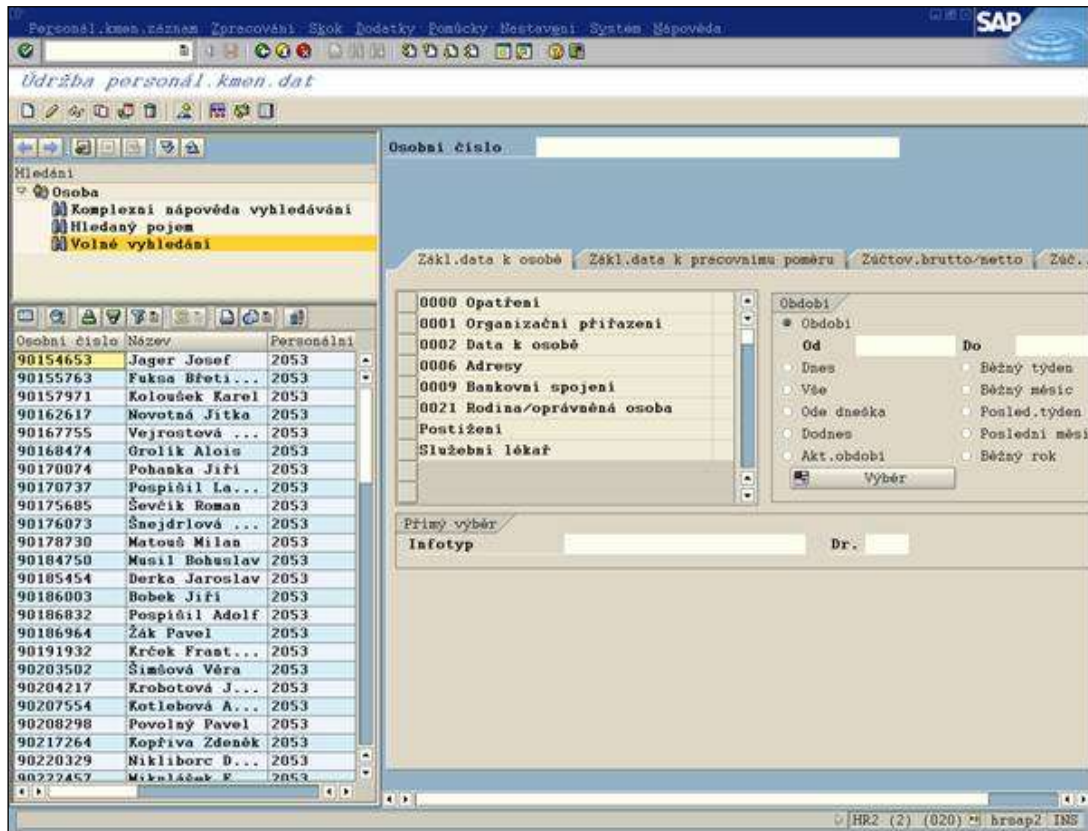 Personál.kmen.záznam Zpracování Skok Dodatky Pomůcky Nastavení Systém Nápověda
SAP
Údržba personál.kmen.dat
Hledání
Osoba
Komplexní nápověda vyhledávání
Hledaný pojem
Volné vyhledání
Osobní číslo Název Personální
90154653 Jager Josef 2053
90155763 Fuksa Břeti... 2053
90157971 Koloušek Karel 2053
90162617 Novotná Jitka 2053
90167755 Vejrostová ... 2053
90168474 Grolik Alois 2053
90170074 Pohanka Jiří 2053
90170737 Pospíšil La... 2053
90175685 Ševčík Roman 2053
90176073 Šnejdrlová ... 2053
90178730 Matouš Milan 2053
90184750 Musil Bohuslav 2053
90185454 Derka Jaroslav 2053
90186003 Bobek Jiří 2053
90186832 Pospíšil Adolf 2053
90186964 Žák Pavel 2053
90191932 Krček Frant... 2053
90203502 Šimšová Věra 2053
90204217 Krobotová J... 2053
90207554 Kotlebová A... 2053
90208298 Povolný Pavel 2053
90217264 Kopřiva Zdeněk 2053
90220329 Nikliborc D... 2053
90222457 2053
Osobní číslo
Zákl.data k osobě Zákl.data k pracovnímu poměru Zúčtov.brutto/netto Zúč..
0000 Opatření
0001 Organizační přiřazení
0002 Data k osobě
0006 Adresy
0009 Bankovní spojení
0021 Rodina/oprávněná osoba
Postižení
Služební lékař
Období
Období
Od Do
Dnes Běžný týden
Vše Běžný měsíc
Ode dneška Posled.týden
Dodnes Poslední měsí
Akt.období Běžný rok
Výběr
Přímý výběr
Infotyp Dr.
HR2 (2) (020) hrsap2 INS